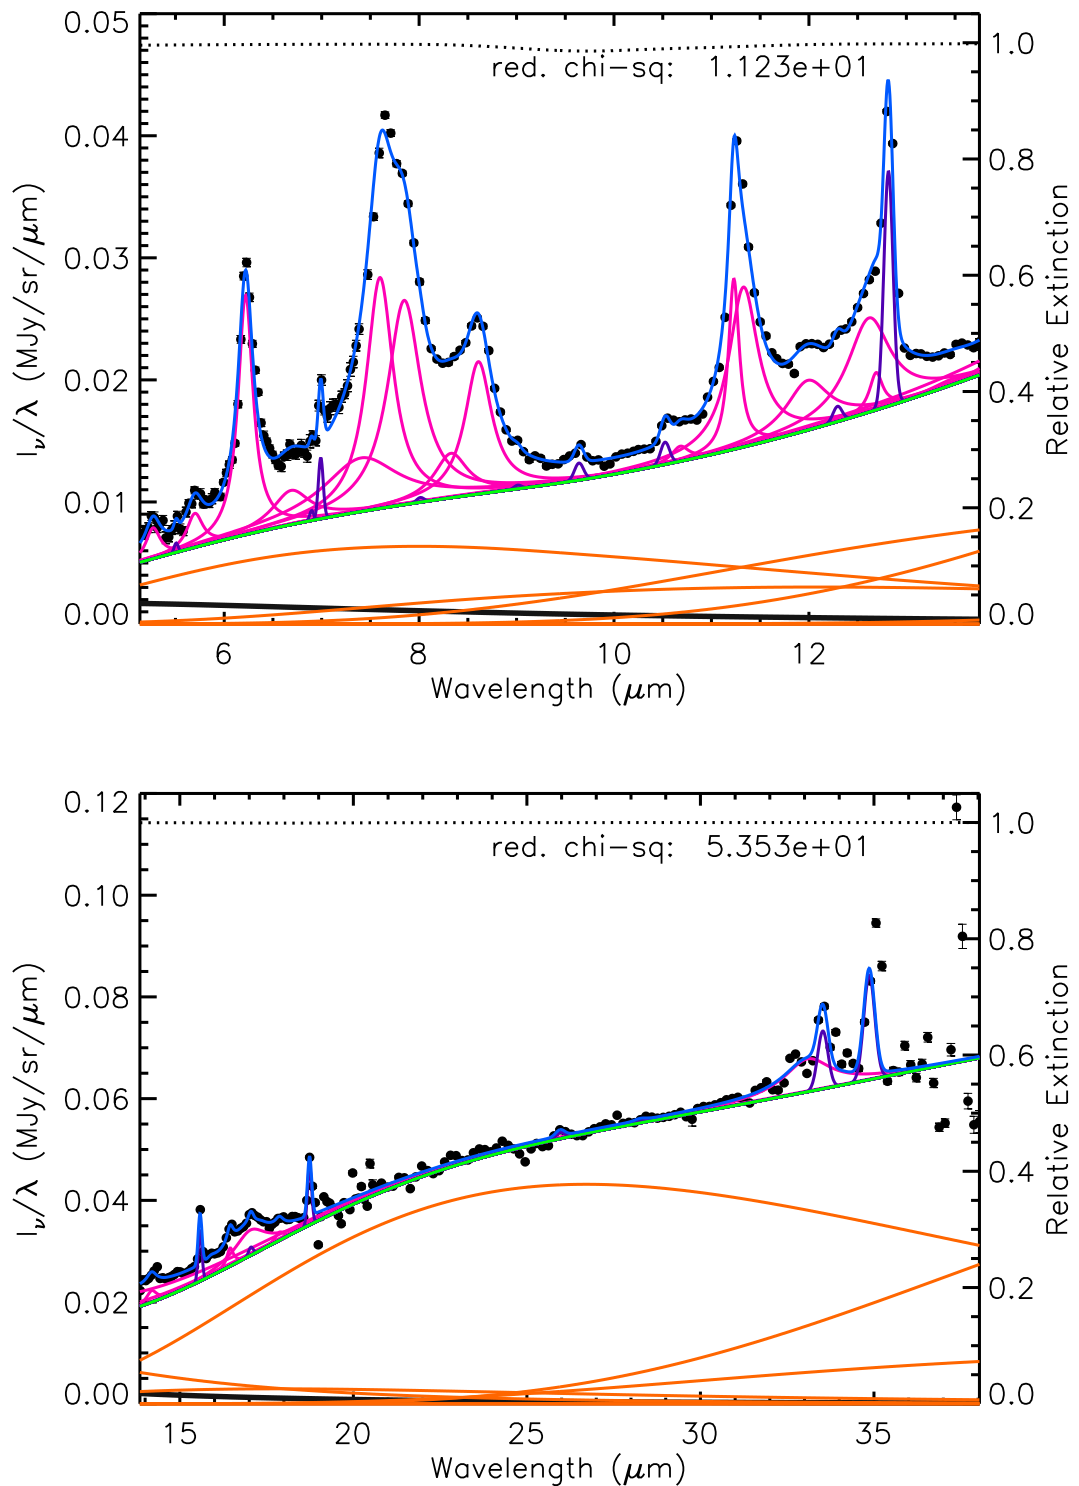 red. chi-sq: 1.123e+01
0.05
0.04
0.03
0.02
0.01
0.00
Iν/λ (MJy/sr/μm)
1.0
0.8
0.6
0.4
0.2
0.0
Relative Extinction
6 8 10 12
Wavelength (μm)
red. chi-sq: 5.353e+01
0.12
0.10
0.08
0.06
0.04
0.02
0.00
Iν/λ (MJy/sr/μm)
1.0
0.8
0.6
0.4
0.2
0.0
Relative Extinction
15 20 25 30 35
Wavelength (μm)